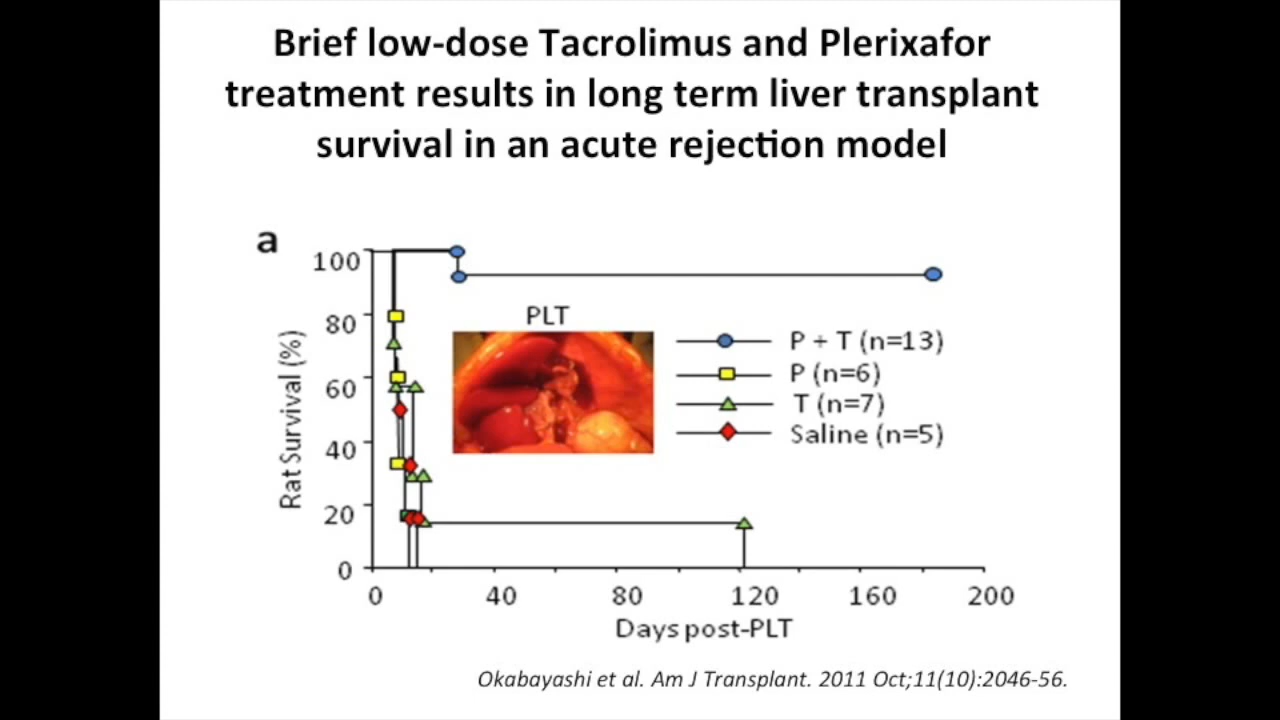 Brief low-dose Tacrolimus and Plerixafor
treatment results in long term liver transplant
survival in an acute rejection model
a
100
80
60
40
20
0
Rat Survival (%)
PLT
P + T (n=13)
P (n=6)
T (n=7)
Saline (n=5)
0 40 80 120 160 200
Days post-PLT
Okabayashi et al. Am J Transplant. 2011 Oct;11(10):2046-56.